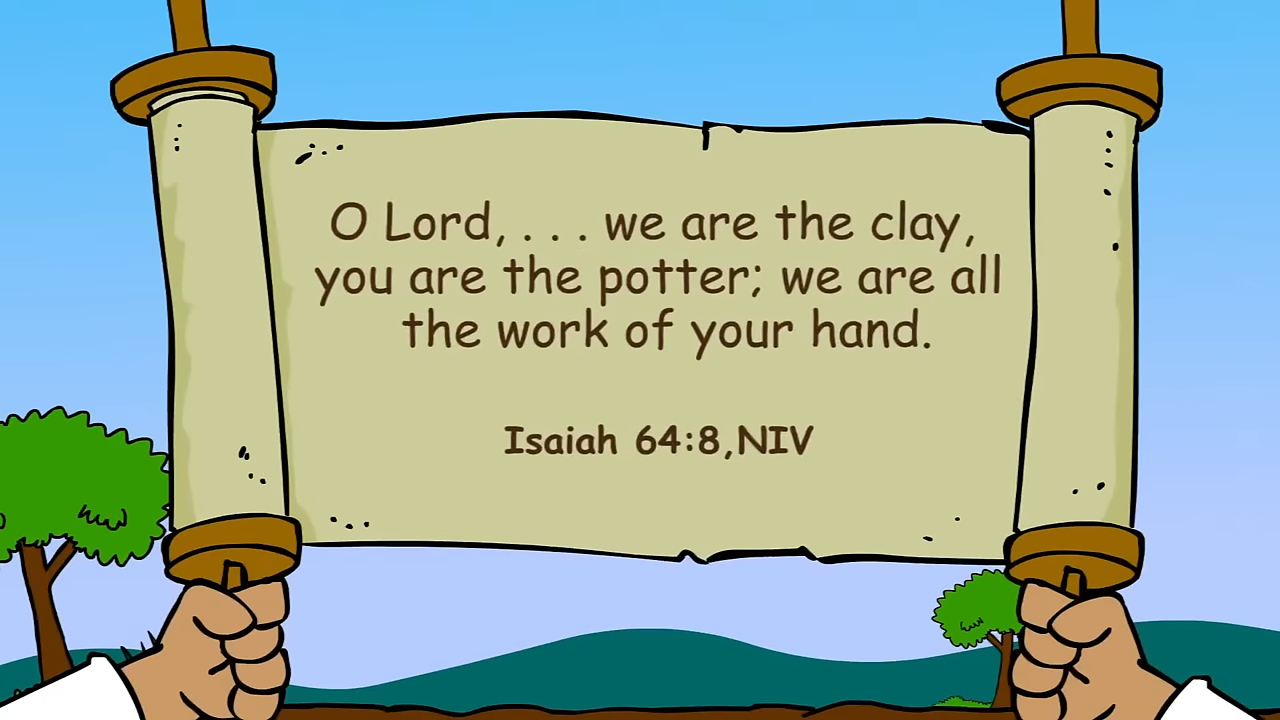 O Lord, . . . we are the clay,
you are the potter; we are all
the work of your hand.
Isaiah 64:8,NIV